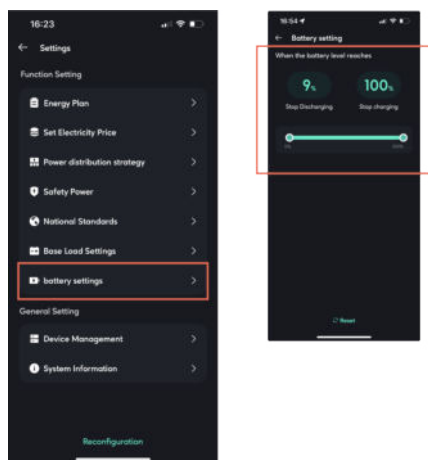 16:23
Settings
Function Setting
Energy Plan
Set Electricity Price
Power distribution strategy
Safety Power
National Standards
Base Load Settings
battery settings
General Setting
Device Management
System Information
Reconfiguration
16:54
Battery setting
When the battery level reaches
9%
100%
Stop Discharging
Stop charging
Reset